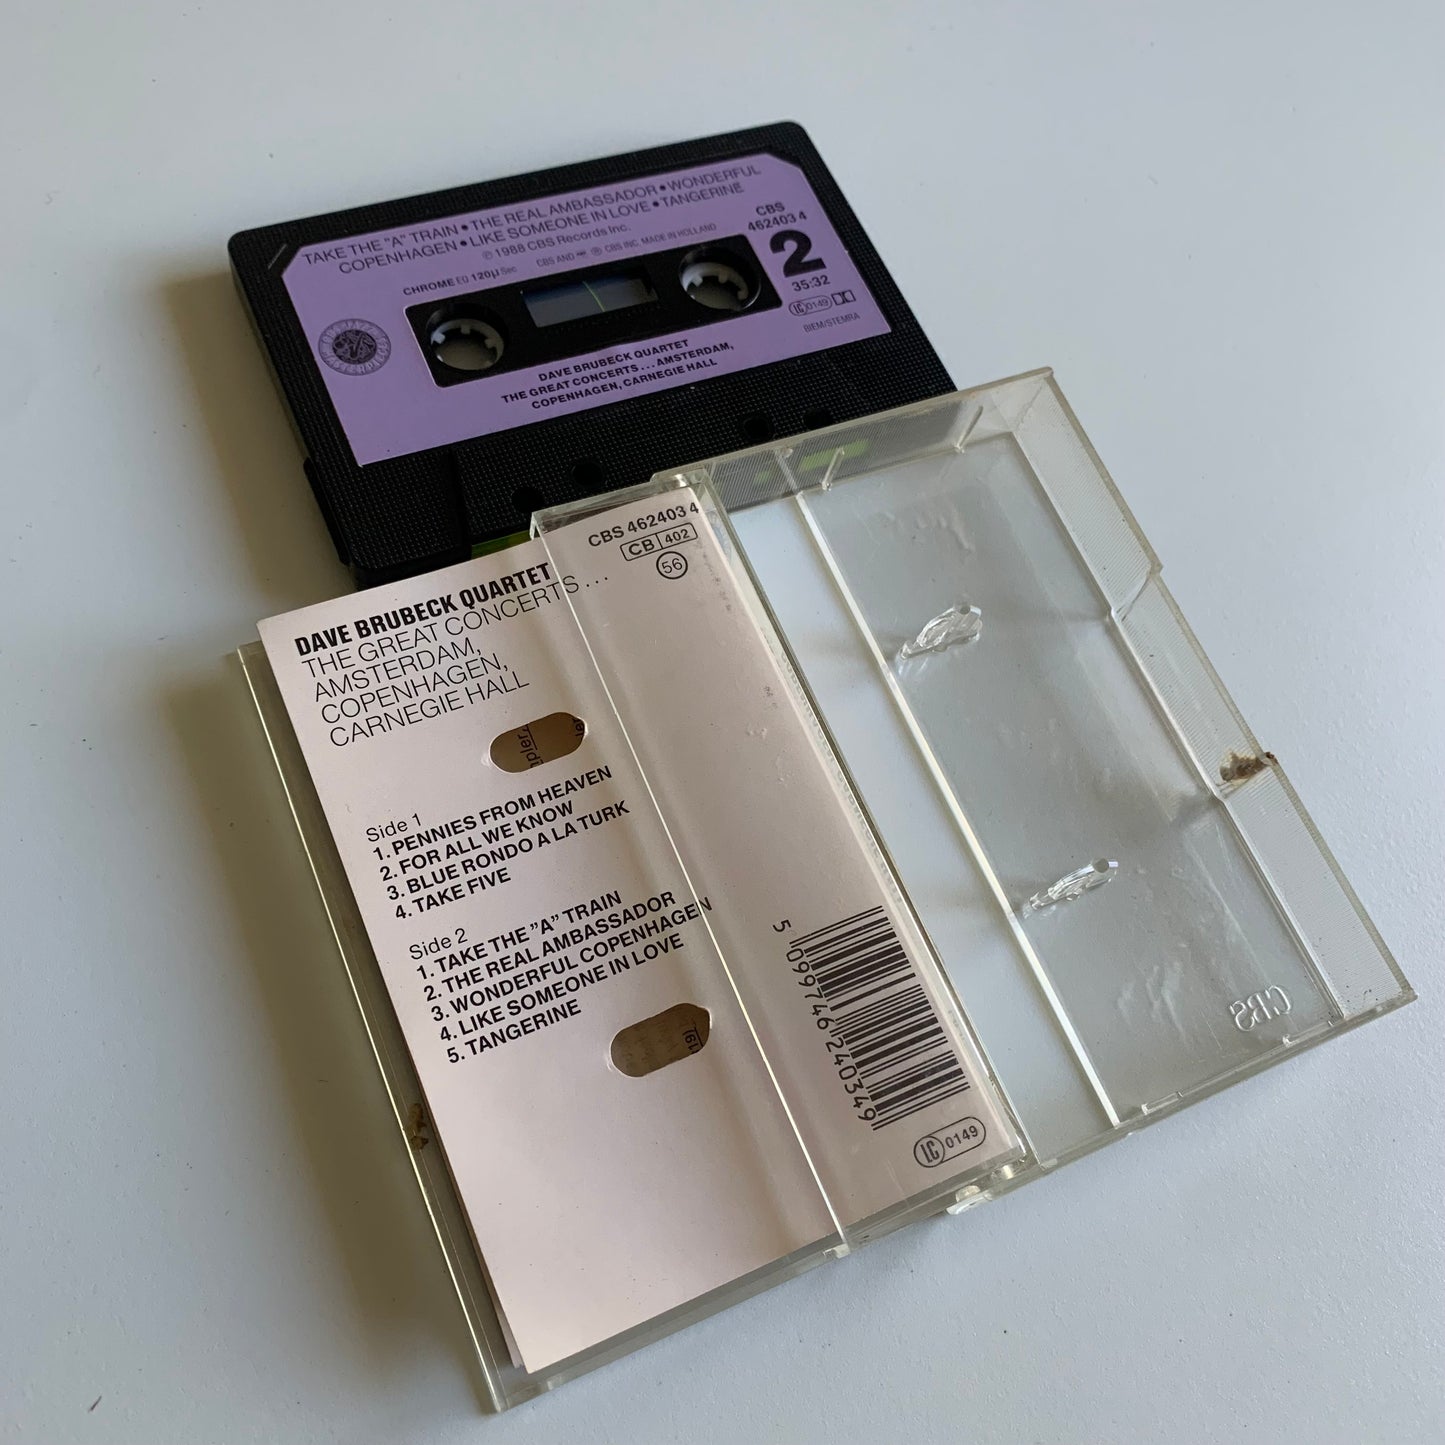 TAKE THE "A" TRAIN • THE REAL AMBASSADOR • WONDERFUL
COPENHAGEN • LIKE SOMEONE IN LOVE • TANGERINE
℗ 1988 CBS Records Inc.
CBS AND ℗ CBS INC. MADE IN HOLLAND
CHROME EQ 120µ Sec
CBS
462403 4
2
35:32
LC 0149
BIEM/STEMRA
DAVE BRUBECK QUARTET
THE GREAT CONCERTS ... AMSTERDAM,
COPENHAGEN, CARNEGIE HALL
CBS 462403 4
CB 402
56
DAVE BRUBECK QUARTET
THE GREAT CONCERTS ...
AMSTERDAM,
COPENHAGEN,
CARNEGIE HALL
Side 1
1. PENNIES FROM HEAVEN
2. FOR ALL WE KNOW
3. BLUE RONDO A LA TURK
4. TAKE FIVE
Side 2
1. TAKE THE ”A” TRAIN
2. THE REAL AMBASSADOR
3. WONDERFUL COPENHAGEN
4. LIKE SOMEONE IN LOVE
5. TANGERINE
5 099746 240349
LC 0149
CBS